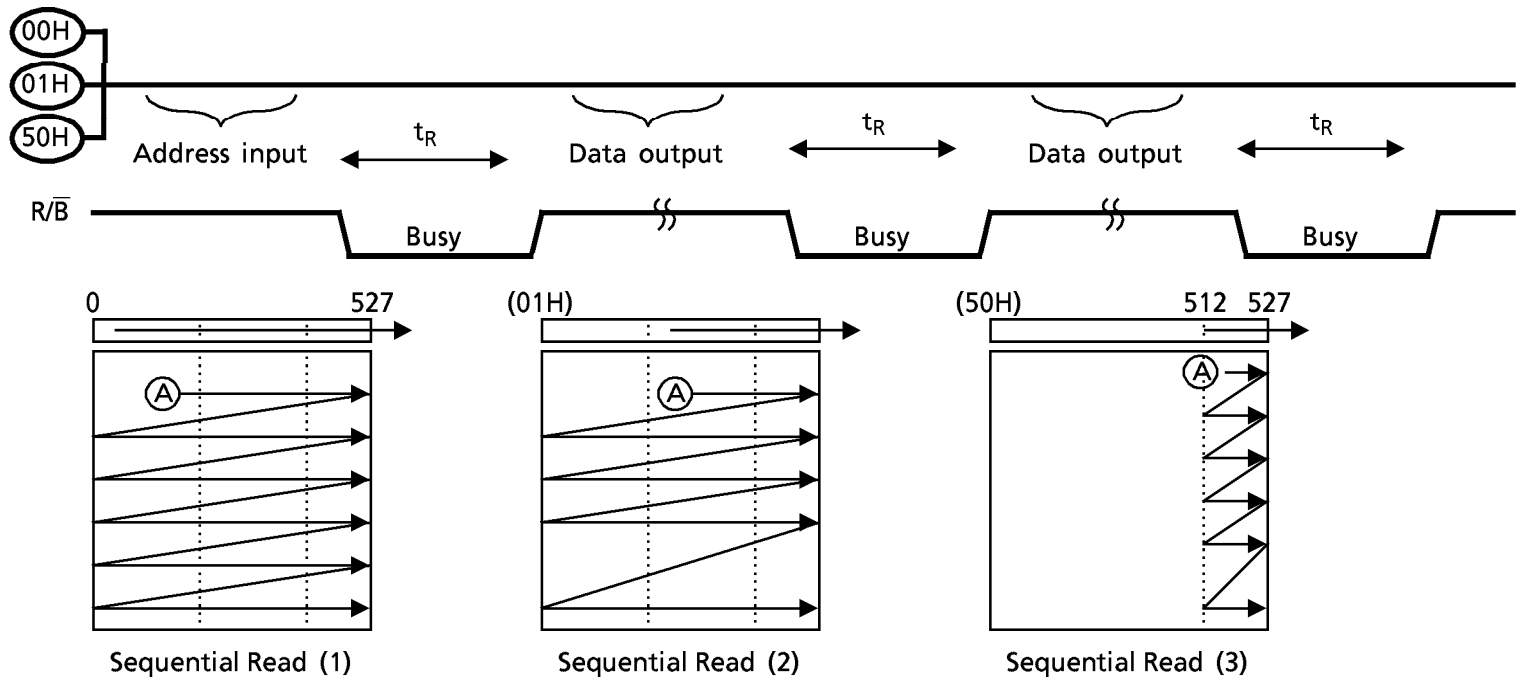 00H
01H
50H
Address input
tR
Data output
tR
Data output
tR
R/B̅
Busy
Busy
Busy
0 527
(01H)
(50H) 512 527
A
A
A
Sequential Read (1)
Sequential Read (2)
Sequential Read (3)